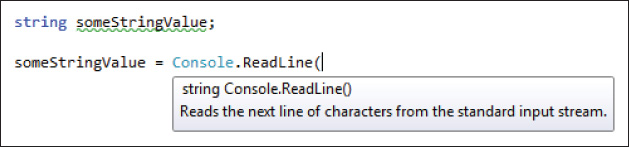 string someStringValue;
someStringValue = Console.ReadLine(
string Console.ReadLine()
Reads the next line of characters from the standard input stream.